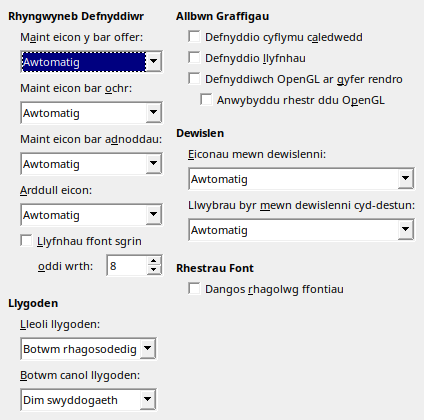 Rhyngwyneb Defnyddiwr
Maint eicon y bar offer:
Awtomatig
Maint eicon bar ochr:
Awtomatig
Maint eicon bar adnoddau:
Awtomatig
Arddull eicon:
Awtomatig
Llyfnhau ffont sgrin
oddi wrth:
8
Llygoden
Lleoli llygoden:
Botwm rhagosodedig
Botwm canol llygoden:
Dim swyddogaeth
Allbwn Graffigau
Defnyddio cyflymu caledwedd
Defnyddio llyfnhau
Defnyddiwch OpenGL ar gyfer rendro
Anwybyddu rhestr ddu OpenGL
Dewislen
Eiconau mewn dewislenni:
Awtomatig
Llwybrau byr mewn dewislenni cyd-destun:
Awtomatig
Rhestrau Font
Dangos rhagolwg ffontiau